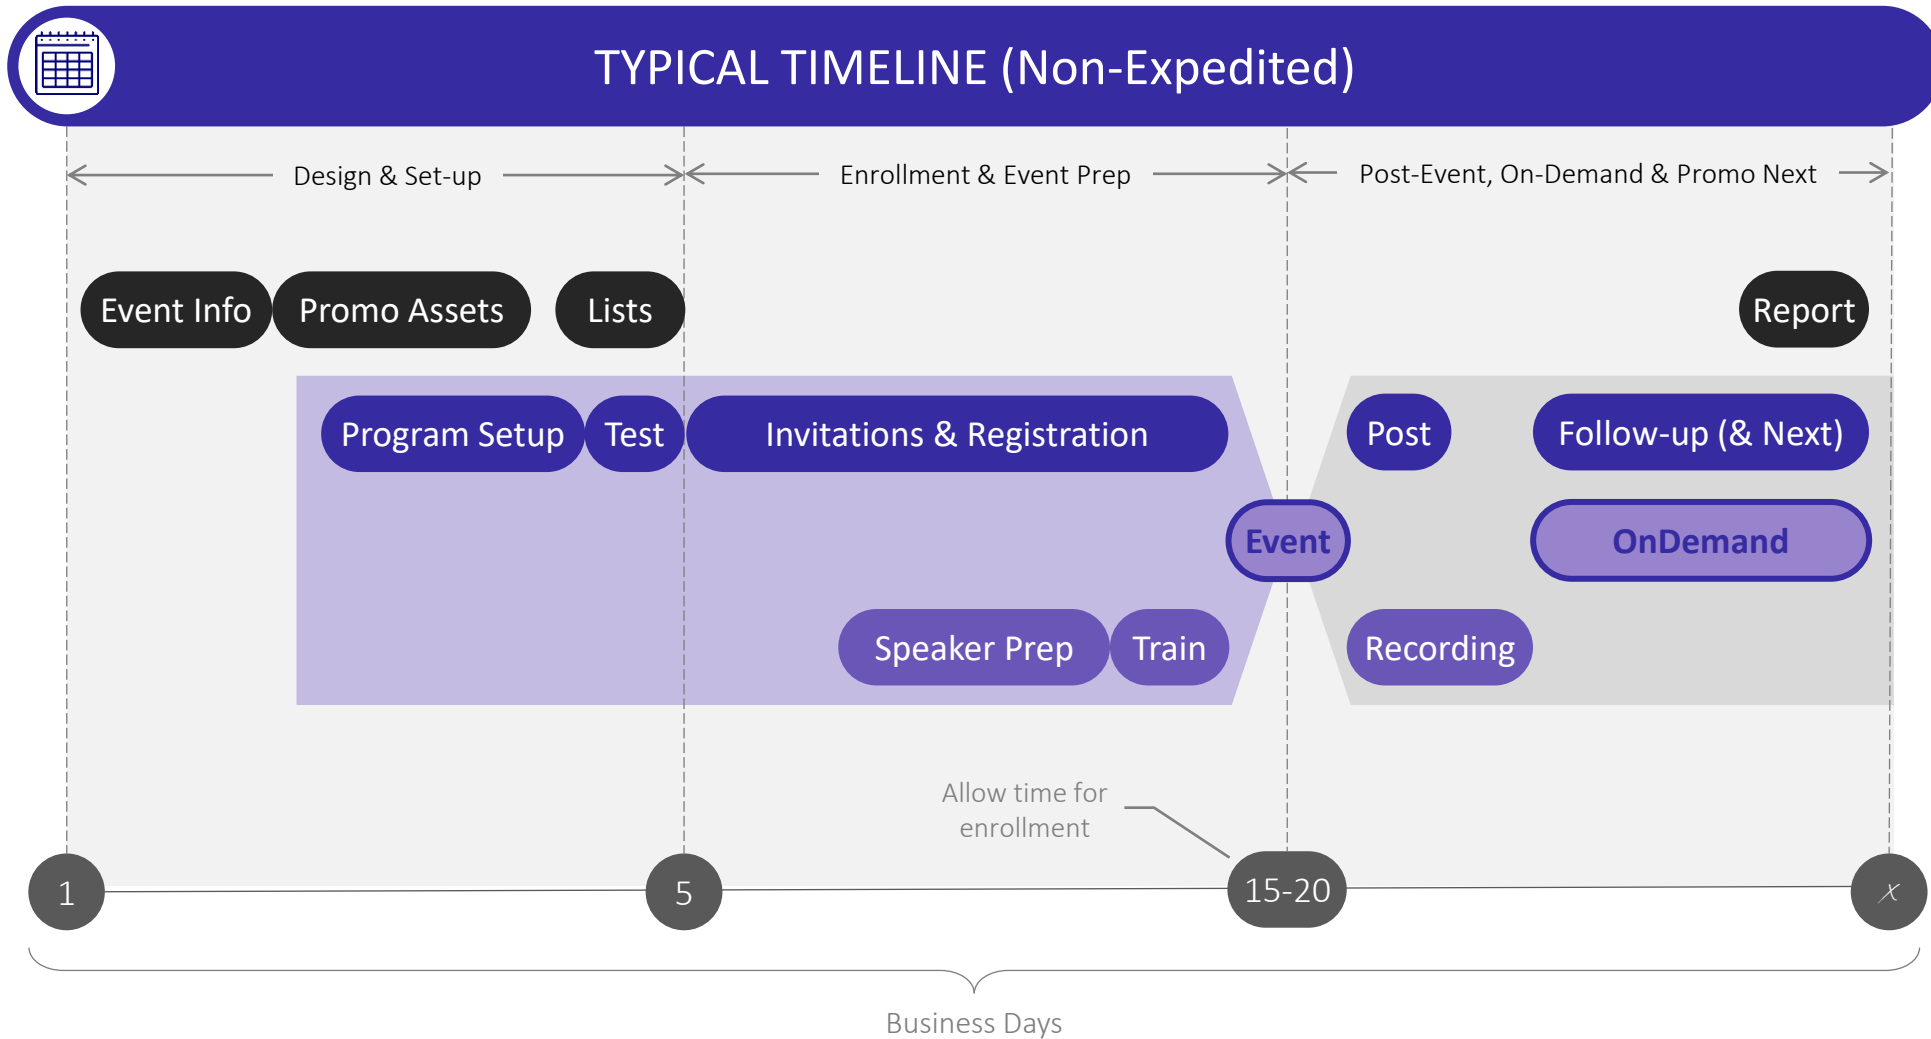 TYPICAL TIMELINE (Non-Expedited)
Design & Set-up
Enrollment & Event Prep
Post-Event, On-Demand & Promo Next
Event Info
Promo Assets
Lists
Report
Program Setup
Test
Invitations & Registration
Post
Follow-up (& Next)
Event
OnDemand
Speaker Prep
Train
Recording
Allow time for
enrollment
1
5
15-20
x
Business Days